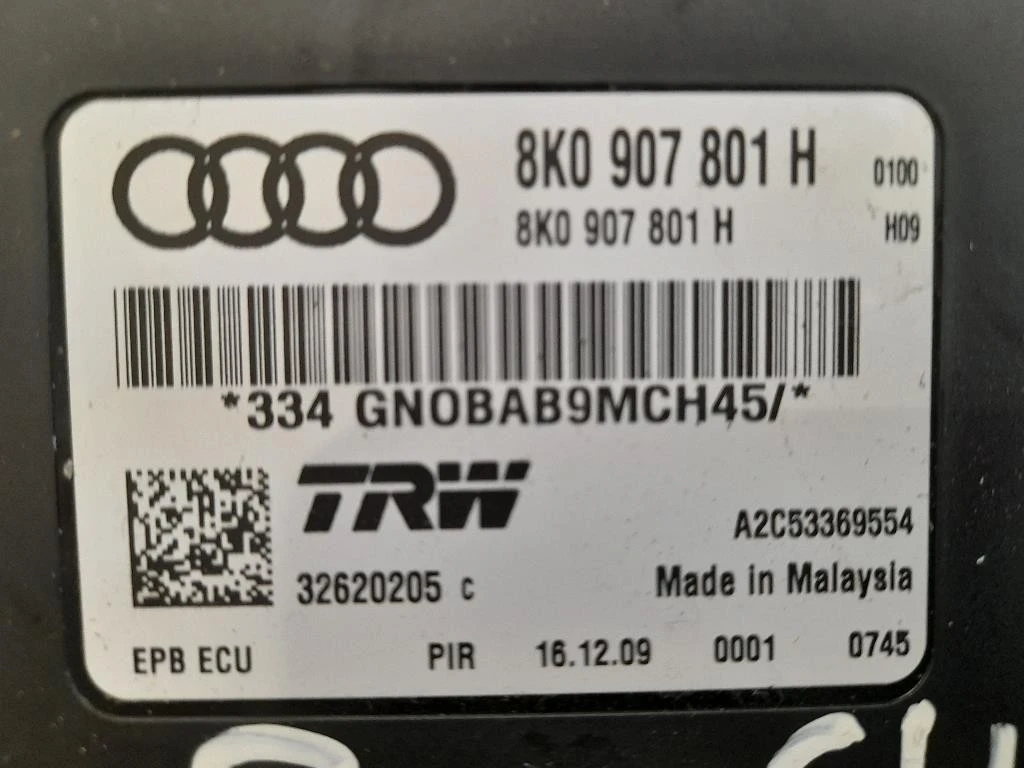 8K0 907 801 H 0100
8K0 907 801 H H09
*334 GNOBAB9MCH45/*
TRW
A2C53369554
32620205 c Made in Malaysia
EPB ECU PIR 16.12.09 0001 0745